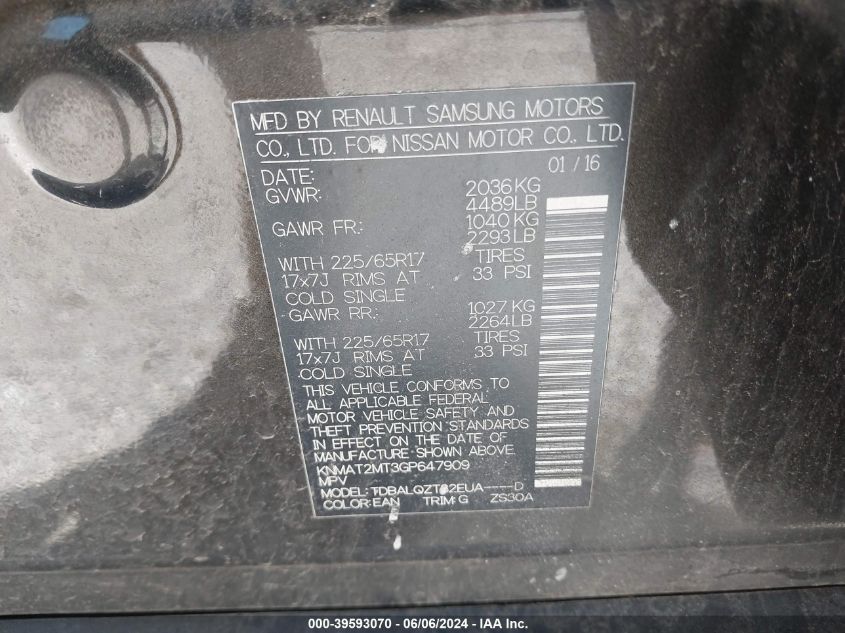 MFD BY RENAULT SAMSUNG MOTORS
CO., LTD. FOR NISSAN MOTOR CO., LTD.
DATE: 01 / 16
GVWR: 2036 KG
4489LB
GAWR FR.: 1040 KG
2293 LB
WITH 225/65R17 TIRES
17x7J RIMS AT 33 PSI
COLD SINGLE
GAWR RR.: 1027 KG
2264LB
WITH 225/65R17 TIRES
17x7J RIMS AT 33 PSI
COLD SINGLE
THIS VEHICLE CONFORMS TO
ALL APPLICABLE FEDERAL
MOTOR VEHICLE SAFETY AND
THEFT PREVENTION STANDARDS
IN EFFECT ON THE DATE OF
MANUFACTURE SHOWN ABOVE.
KNMAT2MT3GP647909
MPV
MODEL: EUA----D
COLOR:EAN TRIM:G ZS30A
000-39593070 - 06/06/2024 - © IAA Inc.